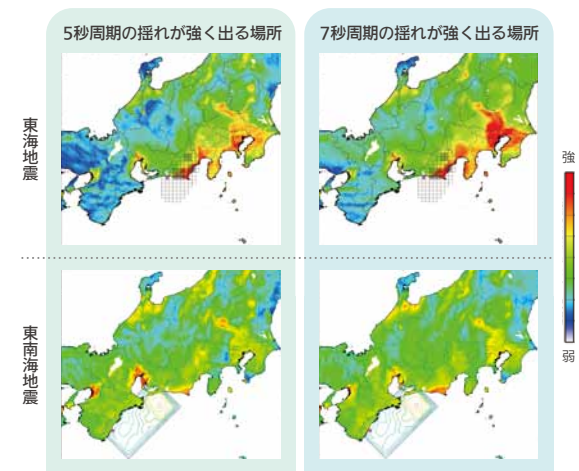 5秒周期の揺れが強く出る場所
7秒周期の揺れが強く出る場所
東海地震
強
弱
東南海地震